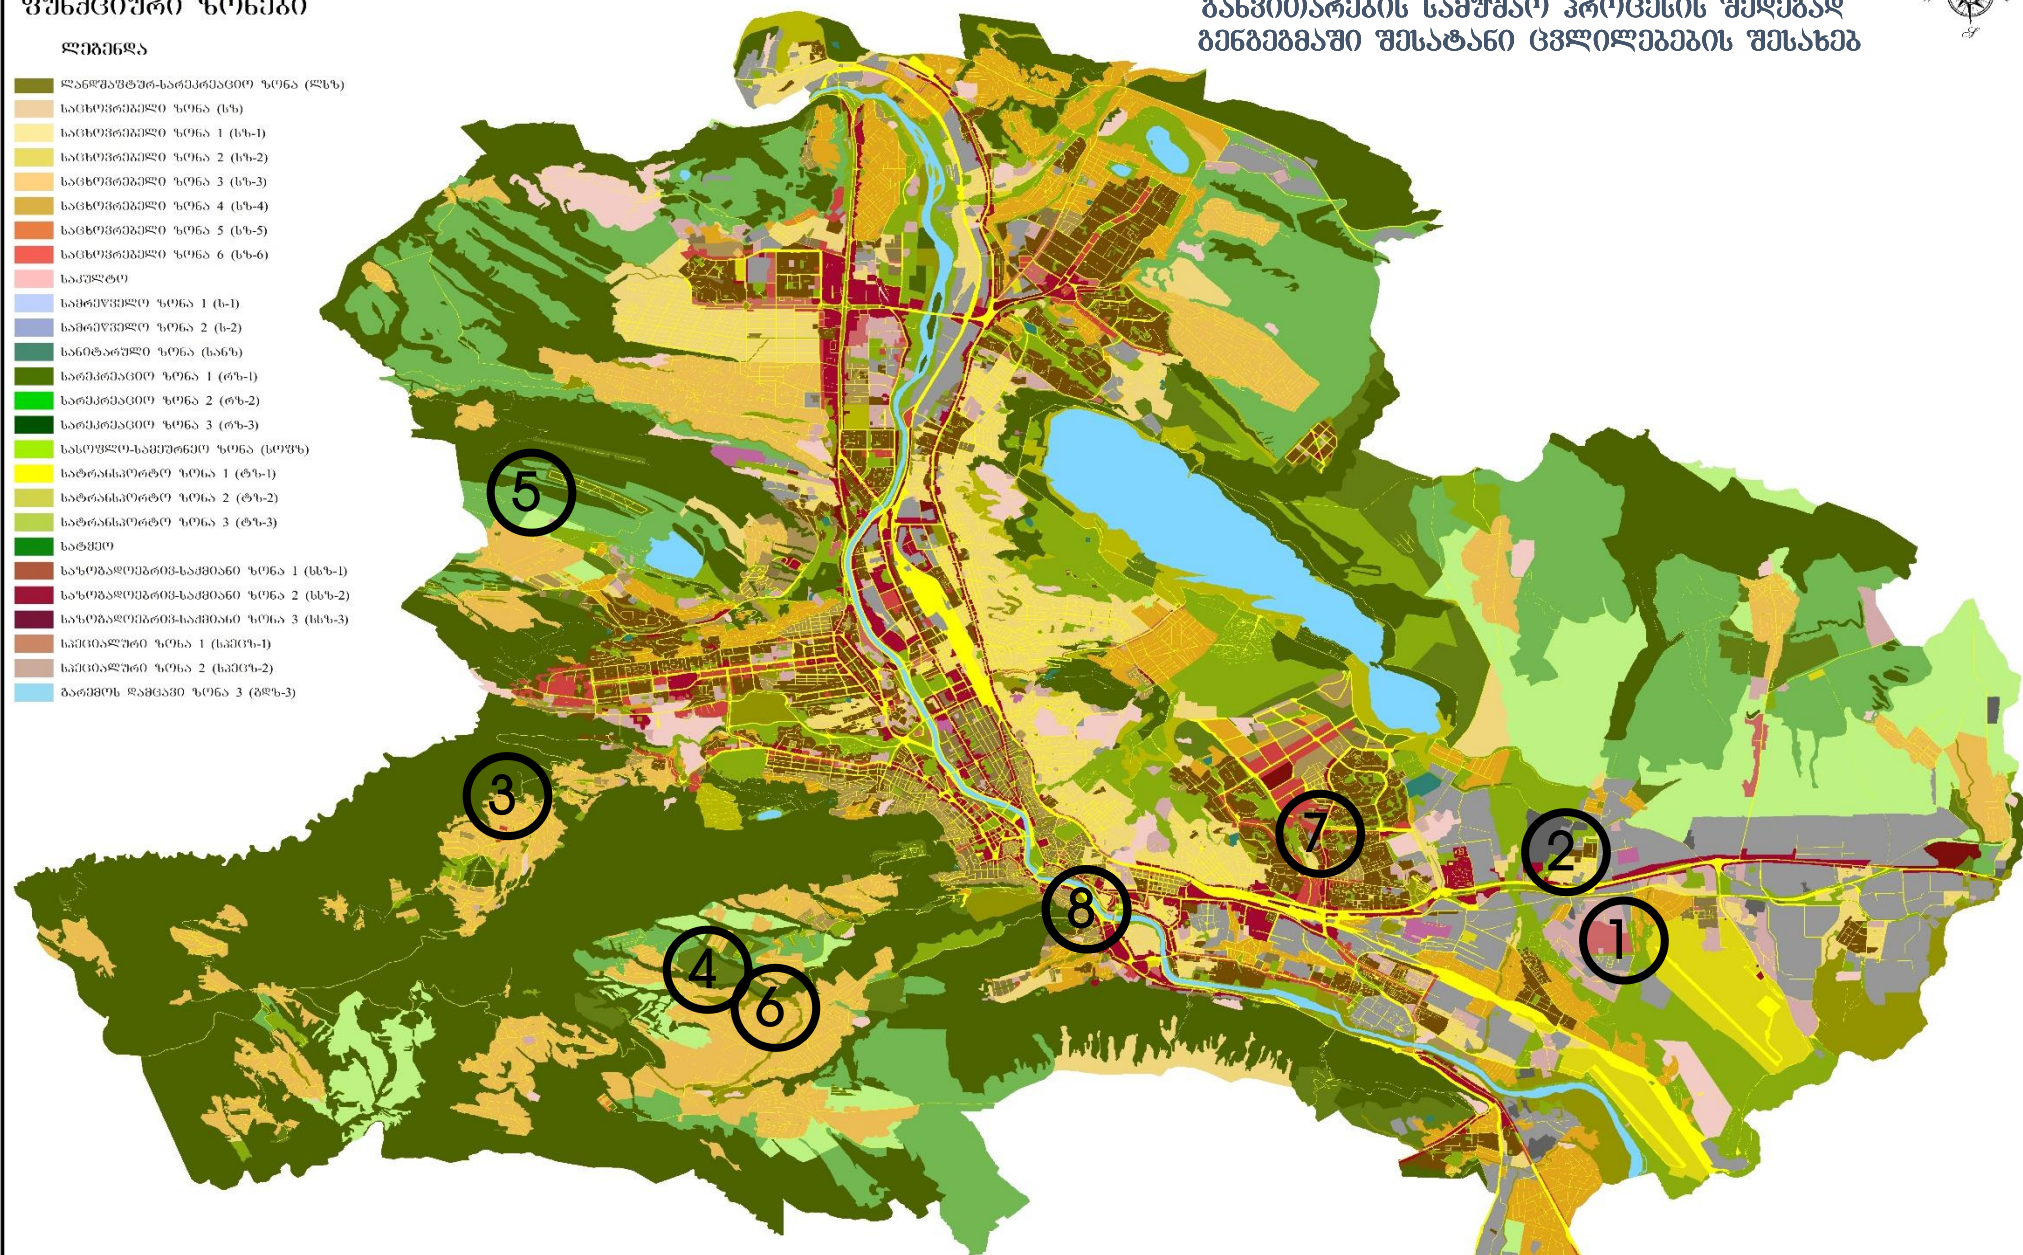 ფუნქციური ზონები
განვითარების სამუშაო პროცესის შედეგად
გენგეგმაში შესატანი ცვლილებების შესახებ
ლეგენდა
ლანდშაფტურ-სარეკრეაციო ზონა (ლსზ)
საცხოვრებელი ზონა (სზ)
საცხოვრებელი ზონა 1 (სზ-1)
საცხოვრებელი ზონა 2 (სზ-2)
საცხოვრებელი ზონა 3 (სზ-3)
საცხოვრებელი ზონა 4 (სზ-4)
საცხოვრებელი ზონა 5 (სზ-5)
საცხოვრებელი ზონა 6 (სზ-6)
საკულტო
სამრეწველო ზონა 1 (ს-1)
სამრეწველო ზონა 2 (ს-2)
სანიტარული ზონა (სანზ)
სარეკრეაციო ზონა 1 (რზ-1)
სარეკრეაციო ზონა 2 (რზ-2)
სარეკრეაციო ზონა 3 (რზ-3)
სასოფლო-სამეურნეო ზონა (სოფზ)
სატრანსპორტო ზონა 1 (ტზ-1)
სატრანსპორტო ზონა 2 (ტზ-2)
სატრანსპორტო ზონა 3 (ტზ-3)
სატყეო
საზოგადოებრივ-საქმიანი ზონა 1 (სსზ-1)
საზოგადოებრივ-საქმიანი ზონა 2 (სსზ-2)
საზოგადოებრივ-საქმიანი ზონა 3 (სსზ-3)
სპეციალური ზონა 1 (სპეცზ-1)
სპეციალური ზონა 2 (სპეცზ-2)
გარემოს დამცავი ზონა 3 (გდზ-3)
5
3
7
2
8
1
4
6